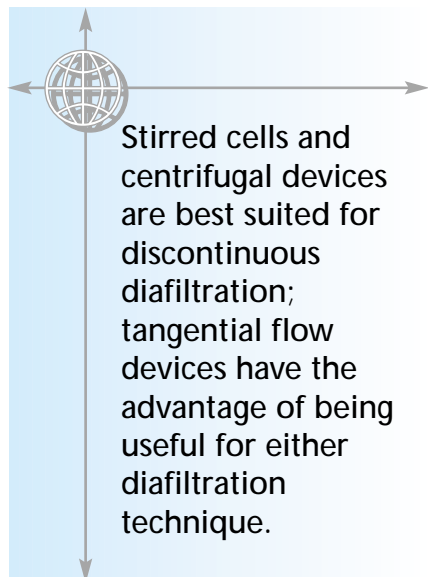 Stirred cells and
centrifugal devices
are best suited for
discontinuous
diafiltration;
tangential flow
devices have the
advantage of being
useful for either
diafiltration
technique.